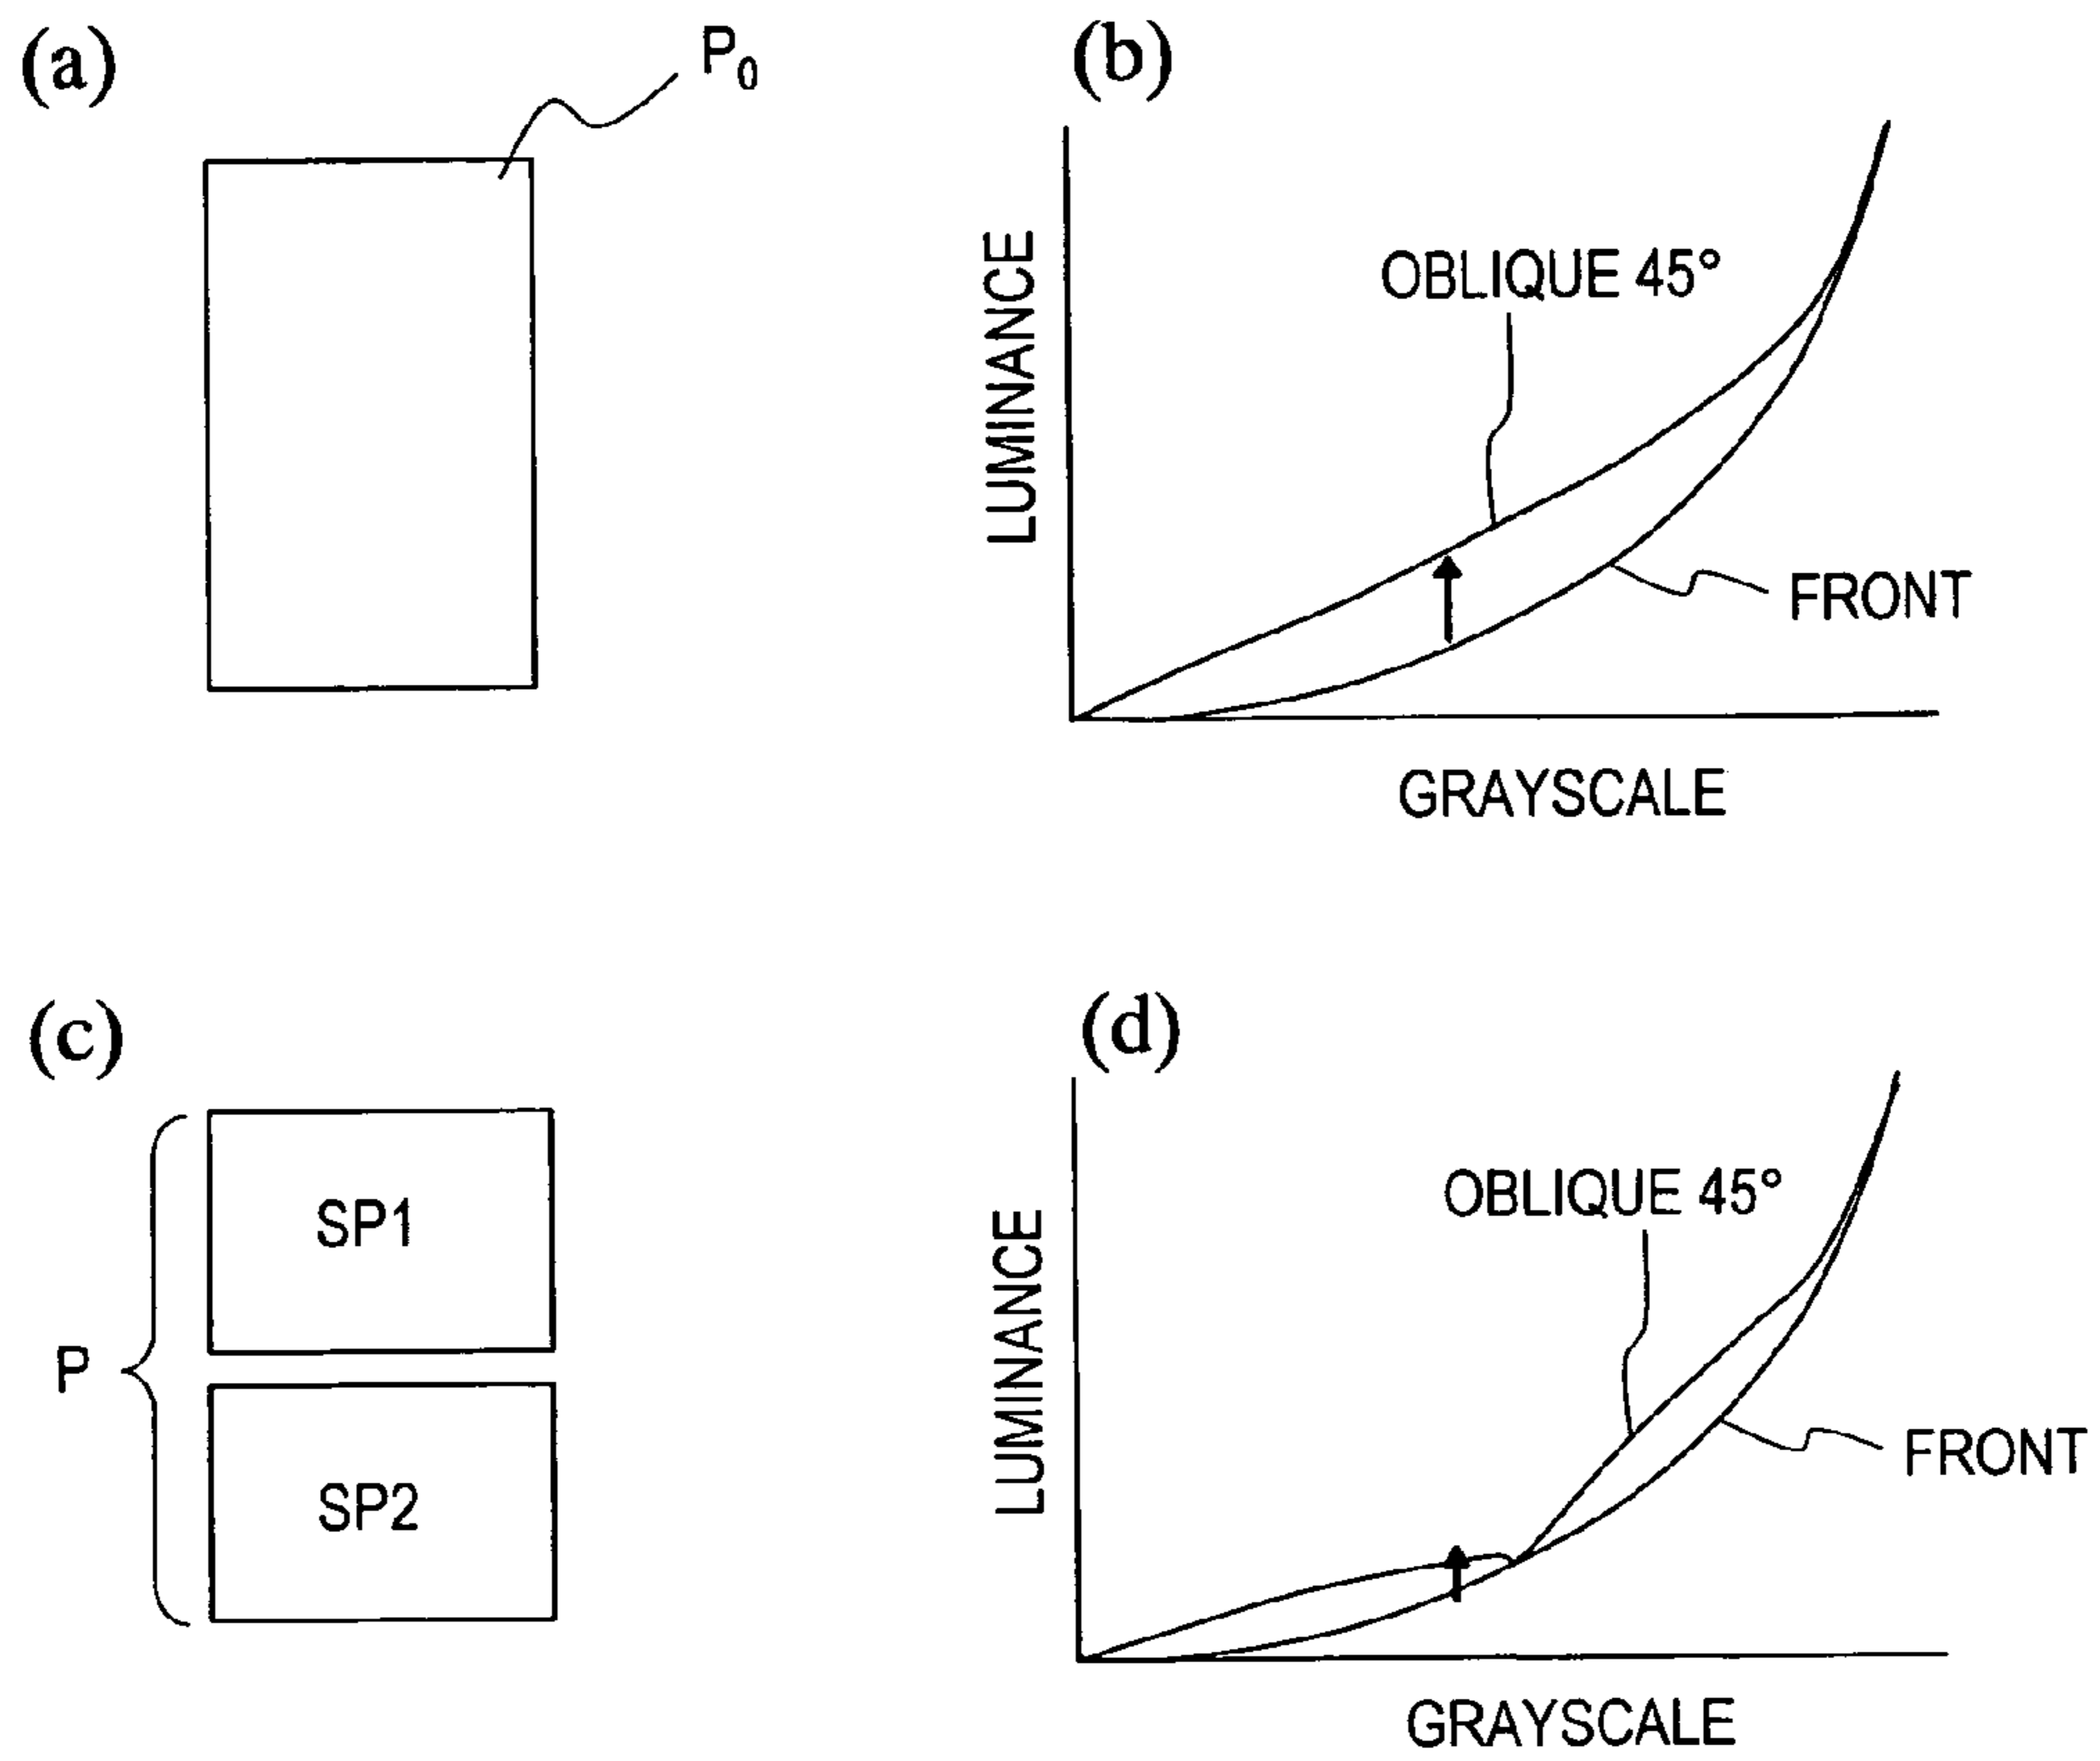 (a)
P0
(b)
LUMINANCE
OBLIQUE 45°
FRONT
GRAYSCALE
(c)
P
SP1
SP2
(d)
LUMINANCE
OBLIQUE 45°
FRONT
GRAYSCALE